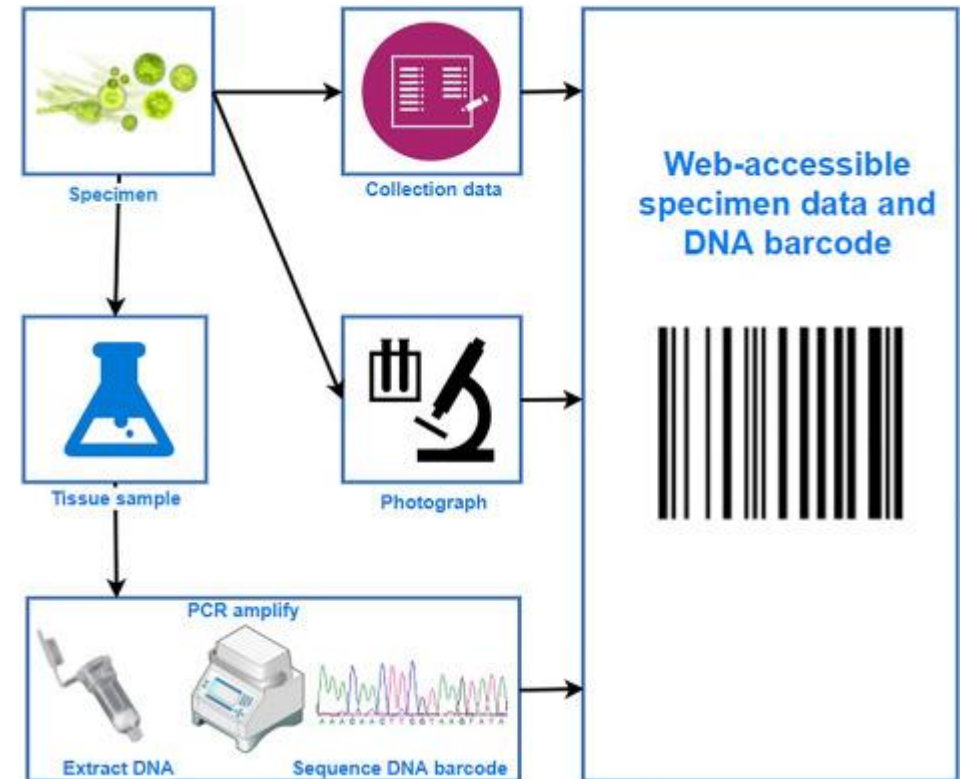 Specimen
Collection data
Web-accessible
specimen data and
DNA barcode
Tissue sample
Photograph
PCR amplify
Extract DNA
Sequence DNA barcode